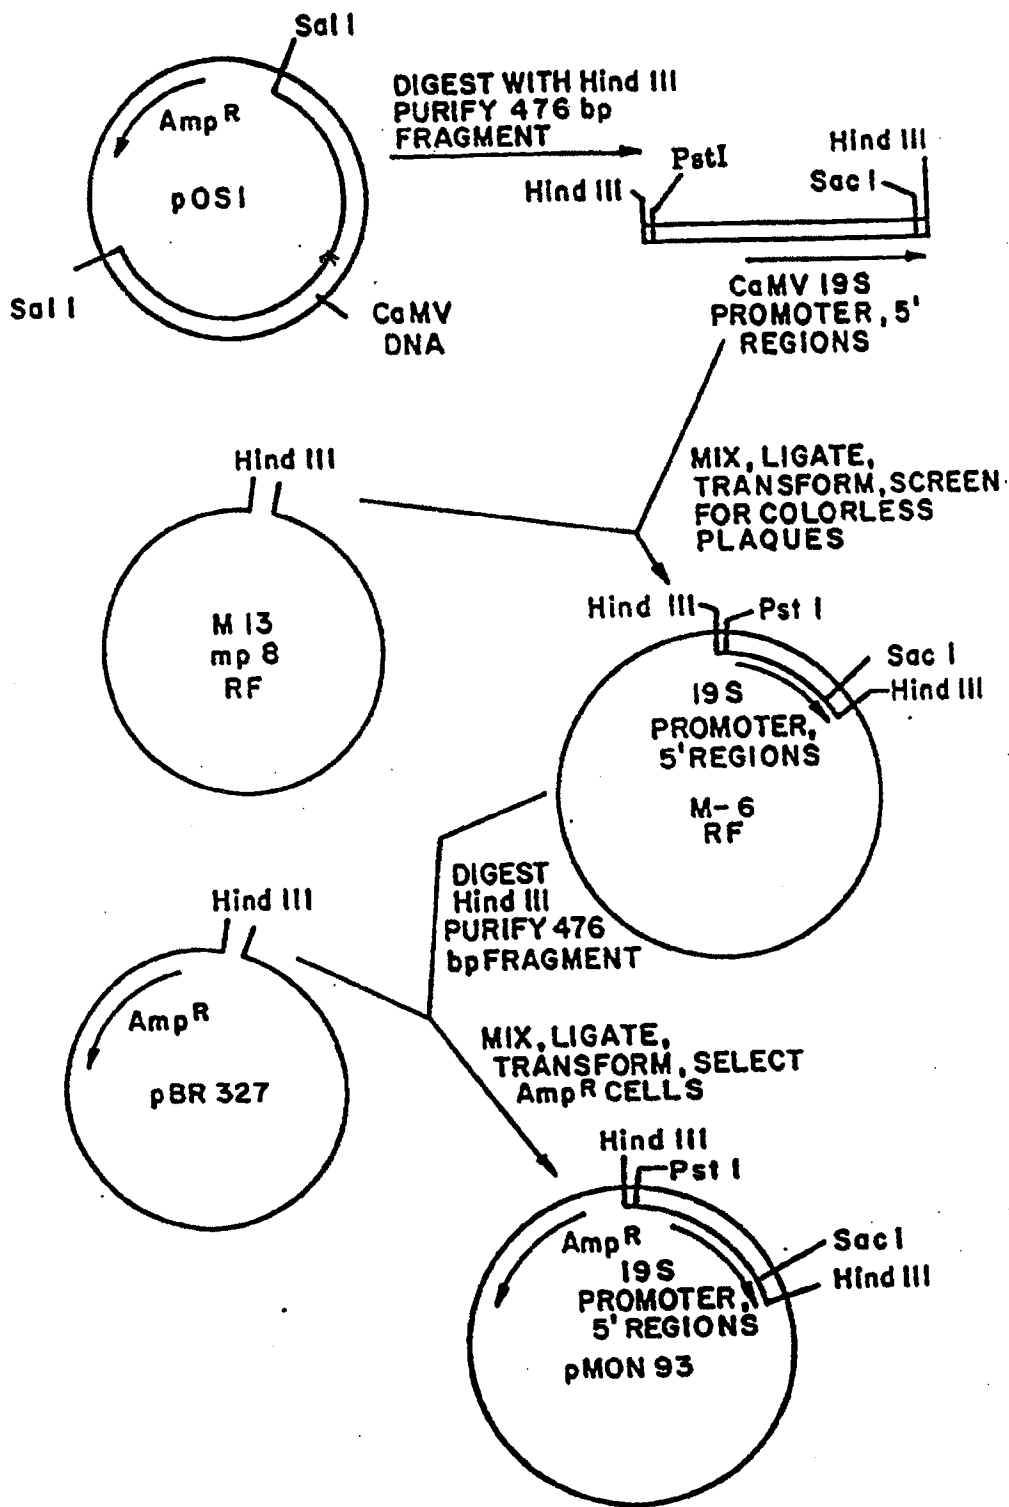 Sal I
Amp R
pOS1
Sal I
CaMV
DNA
DIGEST WITH Hind III
PURIFY 476 bp
FRAGMENT
Hind III
PstI
Sac I
Hind III
CaMV 19S
PROMOTER, 5'
REGIONS
Hind III
M 13
mp 8
RF
MIX, LIGATE,
TRANSFORM, SCREEN
FOR COLORLESS
PLAQUES
Hind III
Pst I
Sac I
Hind III
19S
PROMOTER,
5' REGIONS
M-6
RF
DIGEST
Hind III
PURIFY 476
bp FRAGMENT
Hind III
Amp R
pBR 327
MIX, LIGATE,
TRANSFORM, SELECT
Amp R CELLS
Hind III
Pst I
Amp R
Sac I
Hind III
19S
PROMOTER,
5' REGIONS
pMON 93